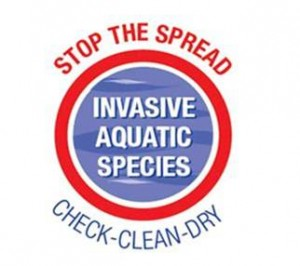 STOP THE SPREAD
INVASIVE
AQUATIC
SPECIES
CHECK-CLEAN-DRY